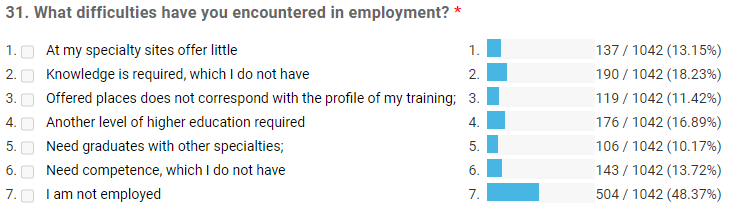 31. What difficulties have you encountered in employment? *
1. At my specialty sites offer little 1. 137 / 1042 (13.15%)
2. Knowledge is required, which I do not have 2. 190 / 1042 (18.23%)
3. Offered places does not correspond with the profile of my training; 3. 119 / 1042 (11.42%)
4. Another level of higher education required 4. 176 / 1042 (16.89%)
5. Need graduates with other specialties; 5. 106 / 1042 (10.17%)
6. Need competence, which I do not have 6. 143 / 1042 (13.72%)
7. I am not employed 7. 504 / 1042 (48.37%)